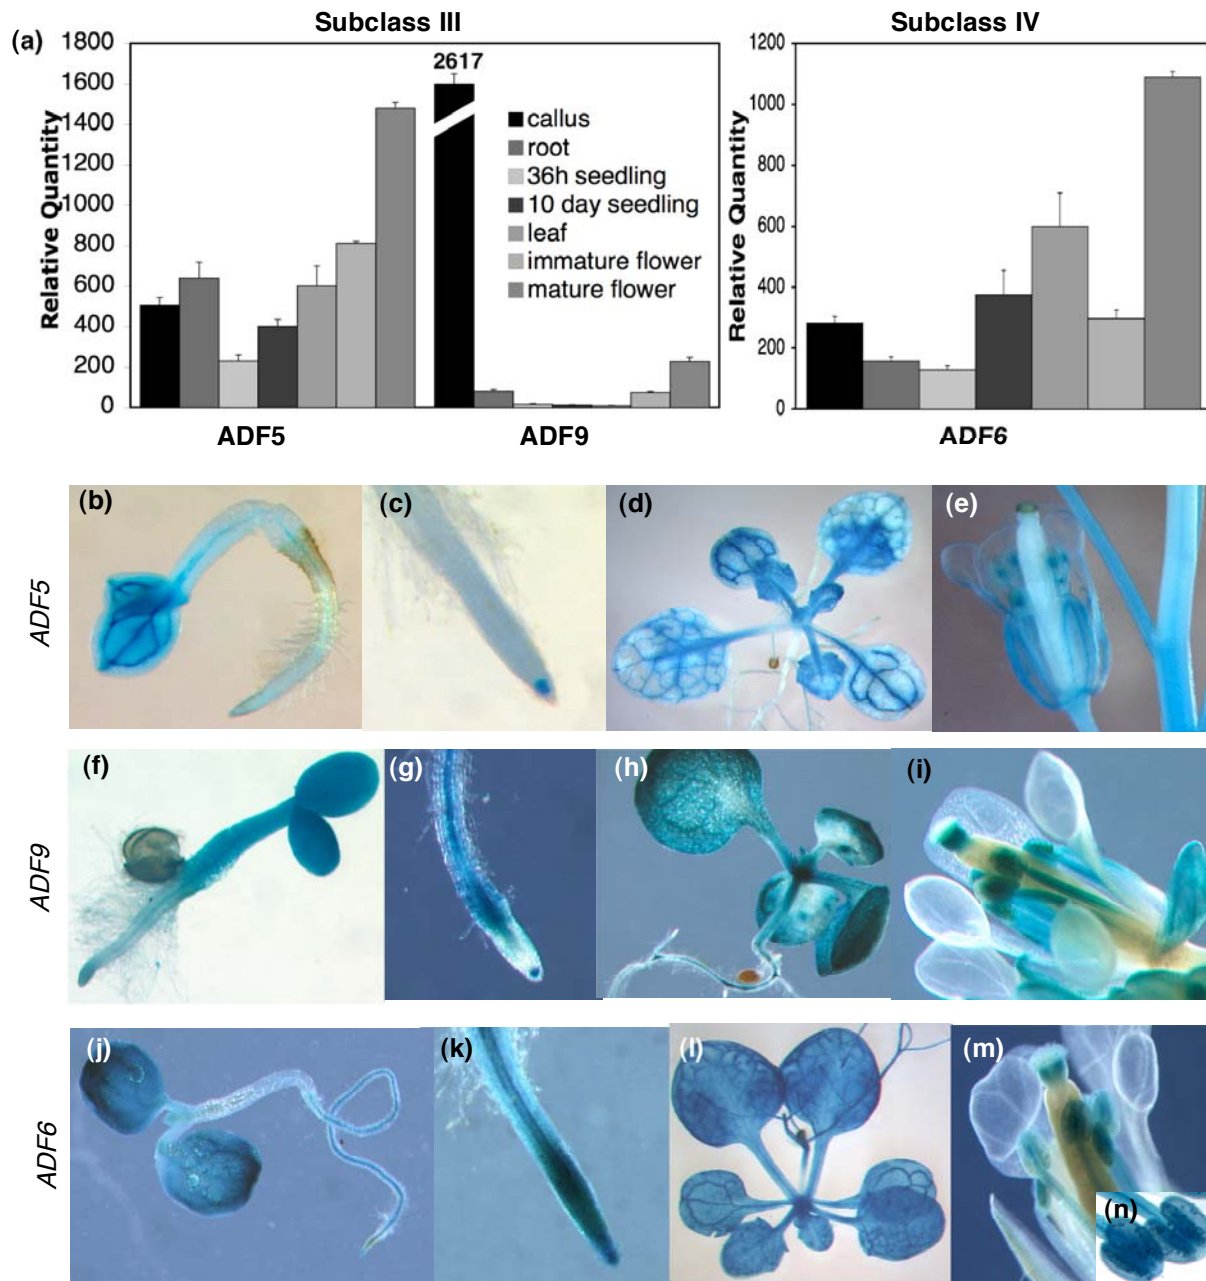 Subclass III
Subclass IV
(a)
1800
1600
1400
1200
1000
800
600
400
200
0
Relative Quantity
2617
callus
root
36h seedling
10 day seedling
leaf
immature flower
mature flower
ADF5
ADF9
1200
1000
800
600
400
200
0
Relative Quantity
ADF6
ADF5
(b)
(c)
(d)
(e)
ADF9
(f)
(g)
(h)
(i)
ADF6
(j)
(k)
(l)
(m)
(n)